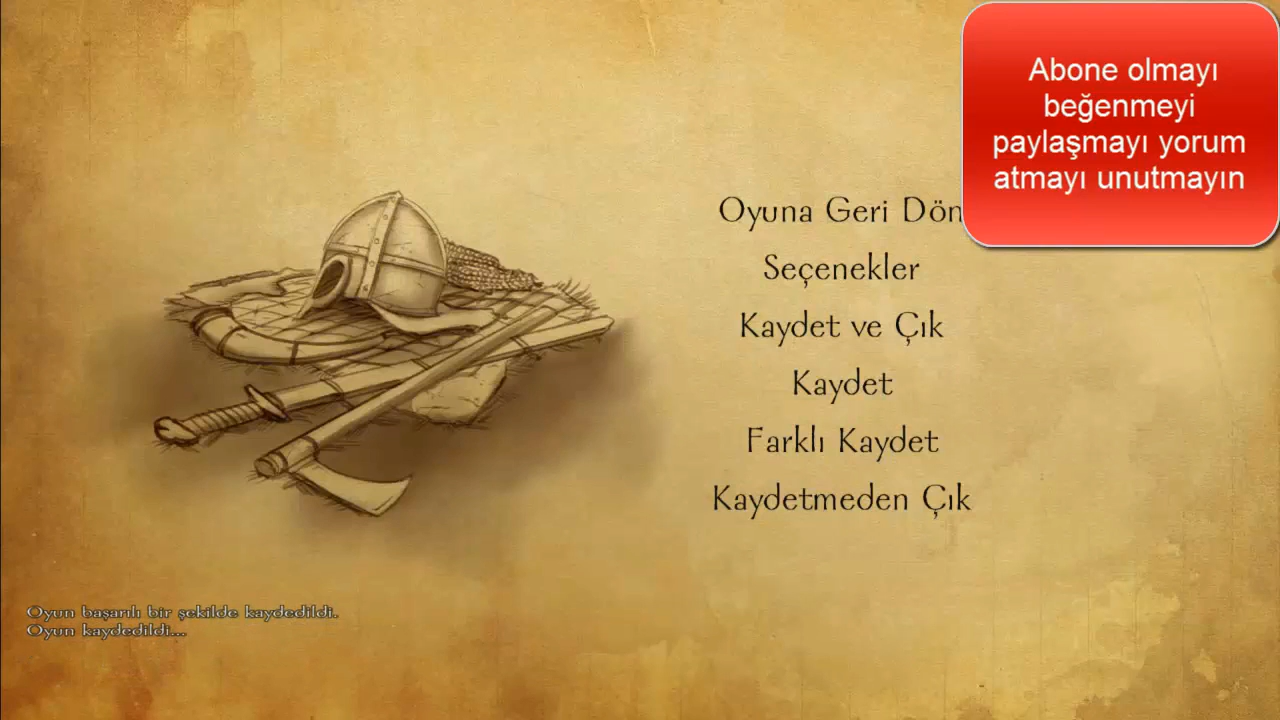 Abone olmayı
beğenmeyi
paylaşmayı yorum
atmayı unutmayın
Oyuna Geri Dön
Seçenekler
Kaydet ve Çık
Kaydet
Farklı Kaydet
Kaydetmeden Çık
Oyun başarılı bir şekilde kaydedildi.
Oyun kaydedildi...